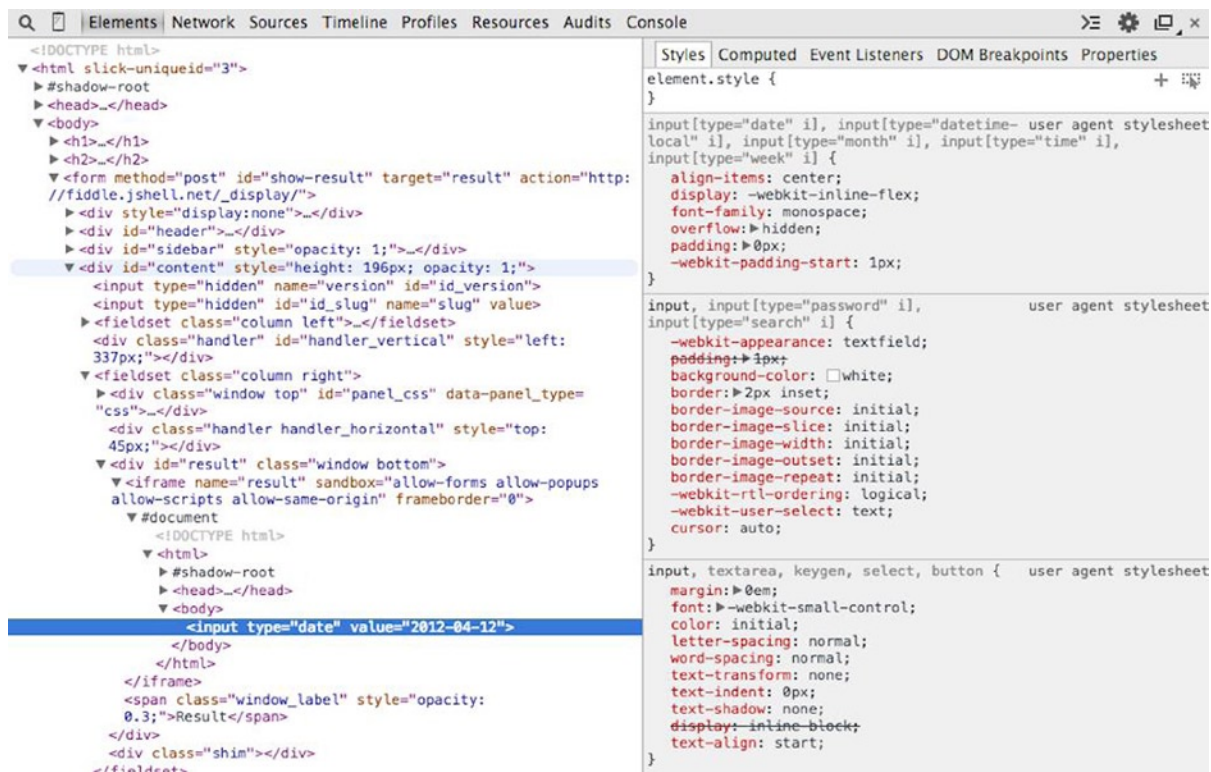 Elements Network Sources Timeline Profiles Resources Audits Console
<!DOCTYPE html>
▼<html slick-uniqueid="3">
▶#shadow-root
▶<head>…</head>
▼<body>
▶<h1>…</h1>
▶<h2>…</h2>
▼<form method="post" id="show-result" target="result" action="http:
//fiddle.jshell.net/_display/">
▶<div style="display:none">…</div>
▶<div id="header">…</div>
▶<div id="sidebar" style="opacity: 1;">…</div>
▼<div id="content" style="height: 196px; opacity: 1;">
<input type="hidden" name="version" id="id_version">
<input type="hidden" id="id_slug" name="slug" value>
▶<fieldset class="column left">…</fieldset>
<div class="handler" id="handler_vertical" style="left:
337px;"></div>
▼<fieldset class="column right">
▶<div class="window top" id="panel_css" data-panel_type=
"css">…</div>
<div class="handler handler_horizontal" style="top:
45px;"></div>
▼<div id="result" class="window bottom">
▼<iframe name="result" sandbox="allow-forms allow-popups
allow-scripts allow-same-origin" frameborder="0">
▼#document
<!DOCTYPE html>
▼<html>
▶#shadow-root
▶<head>…</head>
▼<body>
<input type="date" value="2012-04-12">
</body>
</html>
</iframe>
<span class="window_label" style="opacity:
0.3;">Result</span>
</div>
<div class="shim"></div>
</fieldset>
Styles Computed Event Listeners DOM Breakpoints Properties
element.style {
}
input[type="date" i], input[type="datetime- user agent stylesheet
local" i], input[type="month" i], input[type="time" i],
input[type="week" i] {
align-items: center;
display: -webkit-inline-flex;
font-family: monospace;
overflow:▶hidden;
padding:▶0px;
-webkit-padding-start: 1px;
}
input, input[type="password" i], user agent stylesheet
input[type="search" i] {
-webkit-appearance: textfield;
padding:▶1px;
background-color: white;
border:▶2px inset;
border-image-source: initial;
border-image-slice: initial;
border-image-width: initial;
border-image-outset: initial;
border-image-repeat: initial;
-webkit-rtl-ordering: logical;
-webkit-user-select: text;
cursor: auto;
}
input, textarea, keygen, select, button { user agent stylesheet
margin:▶0em;
font:▶-webkit-small-control;
color: initial;
letter-spacing: normal;
word-spacing: normal;
text-transform: none;
text-indent: 0px;
text-shadow: none;
display: inline-block;
text-align: start;
}